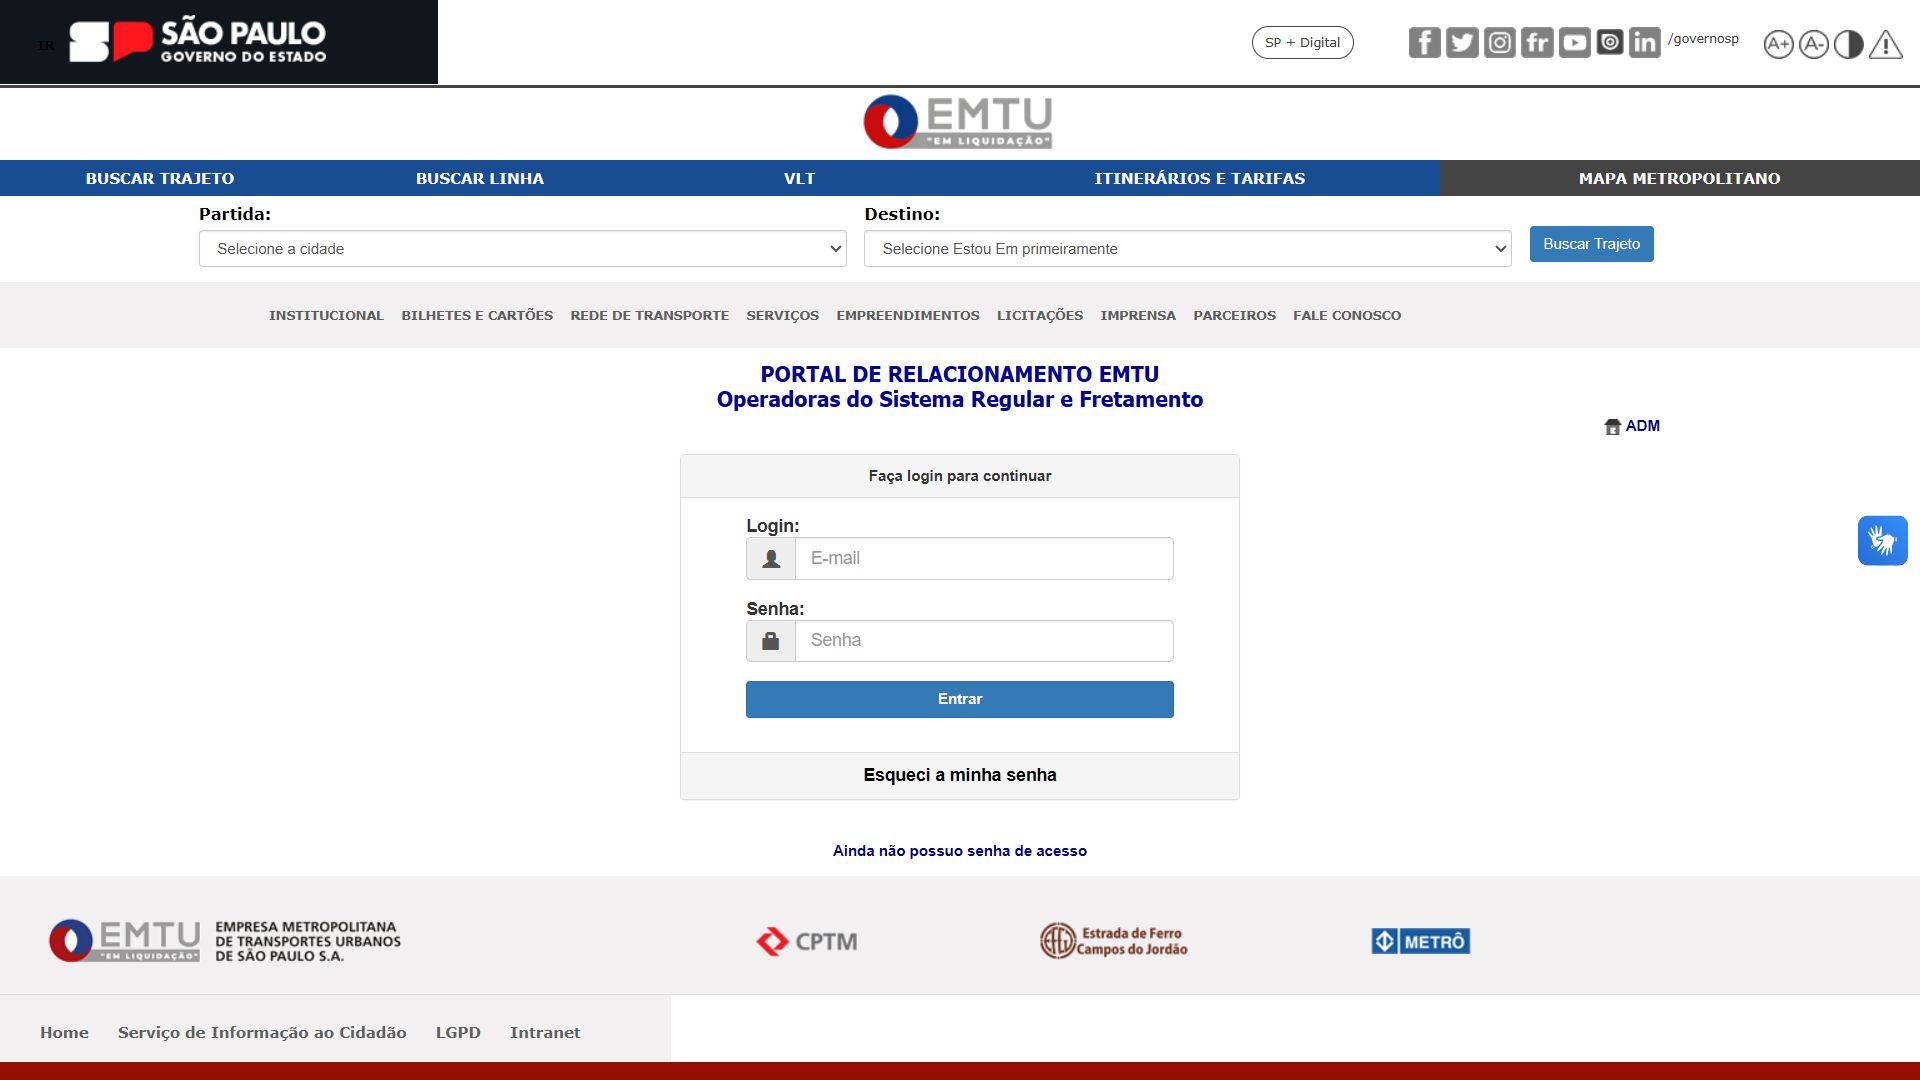 IR
SÃO PAULO
GOVERNO DO ESTADO
SP + Digital
/governosp
A+ A-
EMTU
"EM LIQUIDAÇÃO"
BUSCAR TRAJETO BUSCAR LINHA VLT ITINERÁRIOS E TARIFAS MAPA METROPOLITANO
Partida: Destino:
Selecione a cidade Selecione Estou Em primeiramente Buscar Trajeto
INSTITUCIONAL BILHETES E CARTÕES REDE DE TRANSPORTE SERVIÇOS EMPREENDIMENTOS LICITAÇÕES IMPRENSA PARCEIROS FALE CONOSCO
PORTAL DE RELACIONAMENTO EMTU
Operadoras do Sistema Regular e Fretamento
ADM
Faça login para continuar
Login:
E-mail
Senha:
Senha
Entrar
Esqueci a minha senha
Ainda não possuo senha de acesso
EMTU
"EM LIQUIDAÇÃO"
EMPRESA METROPOLITANA
DE TRANSPORTES URBANOS
DE SÃO PAULO S.A.
CPTM
Estrada de Ferro
Campos do Jordão
METRÔ
Home Serviço de Informação ao Cidadão LGPD Intranet